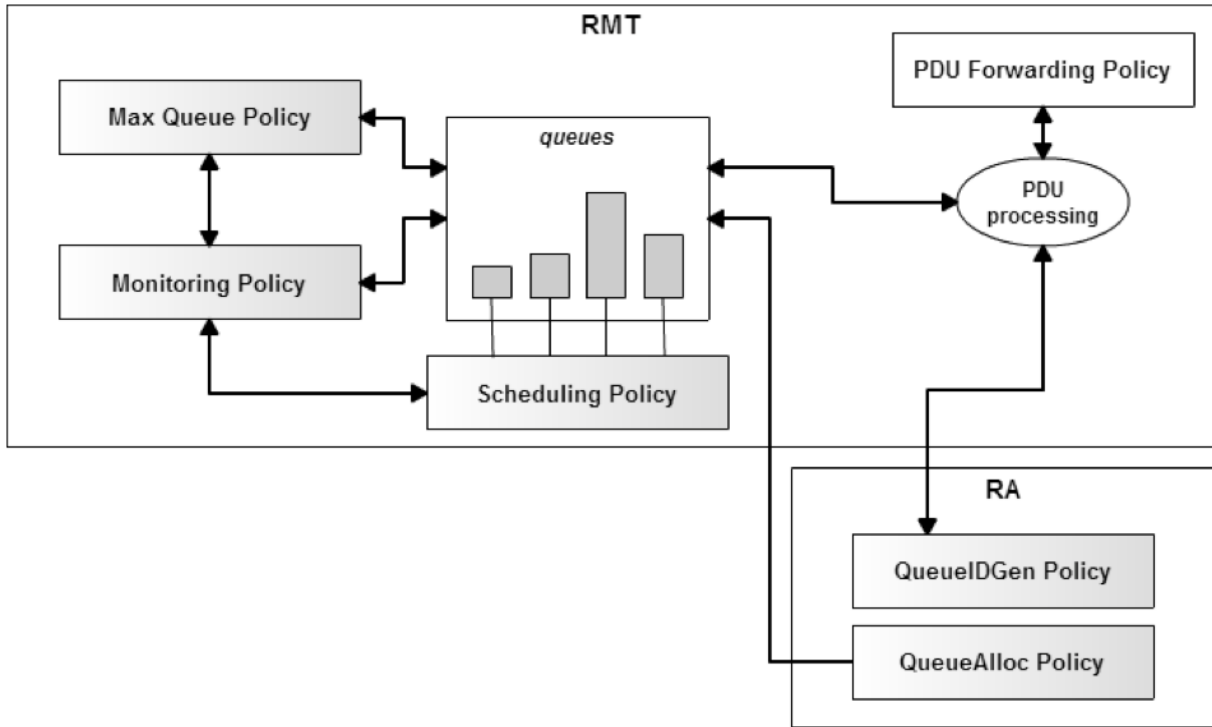 RMT
PDU Forwarding Policy
Max Queue Policy
queues
PDU
processing
Monitoring Policy
Scheduling Policy
RA
QueueIDGen Policy
QueueAlloc Policy